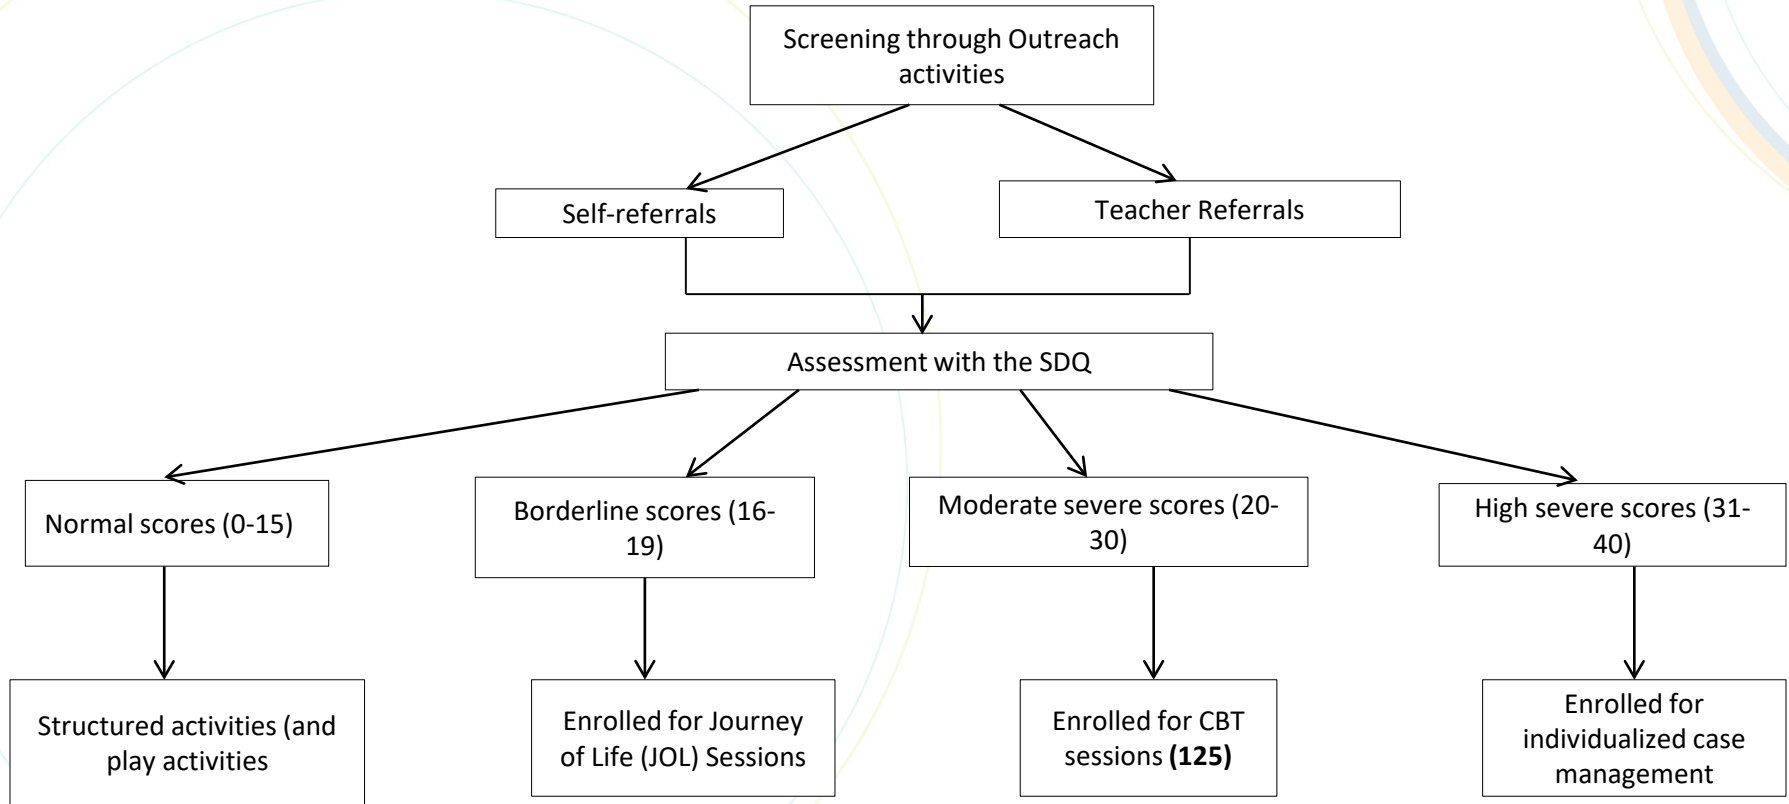 Screening through Outreach
activities
Self-referrals
Teacher Referrals
Assessment with the SDQ
Normal scores (0-15)
Borderline scores (16-
19)
Moderate severe scores (20-
30)
High severe scores (31-
40)
Structured activities (and
play activities
Enrolled for Journey
of Life (JOL) Sessions
Enrolled for CBT
sessions (125)
Enrolled for
individualized case
management